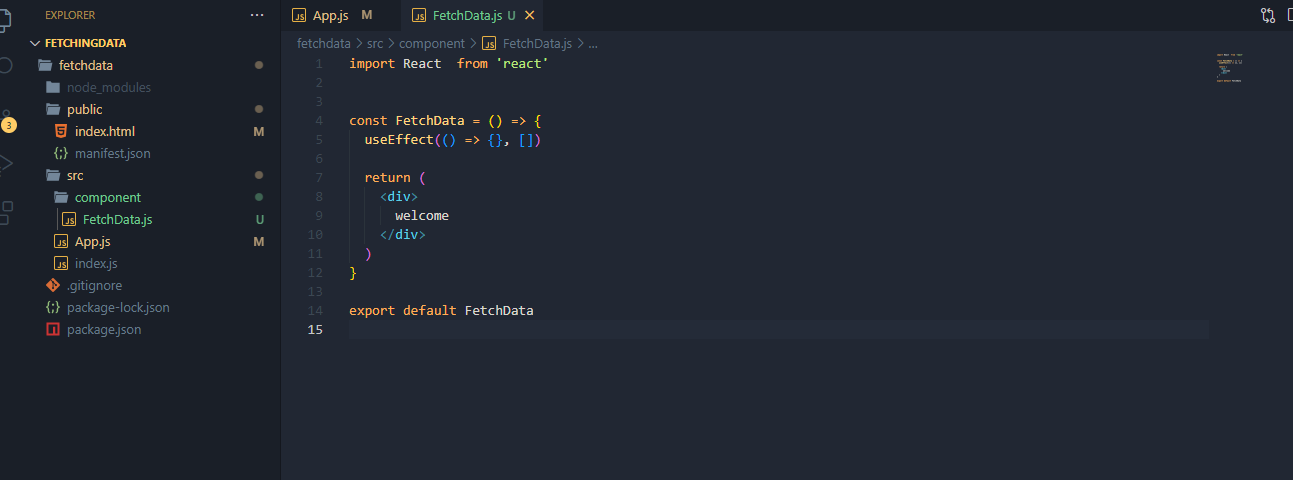 EXPLORER
FETCHINGDATA
fetchdata
node_modules
public
index.html M
manifest.json
src
component
FetchData.js U
App.js M
index.js
.gitignore
package-lock.json
package.json
3
App.js M
FetchData.js U
fetchdata > src > component > FetchData.js > ...
1 import React  from 'react'
2
3
4 const FetchData = () => {
5   useEffect(() => {}, [])
6
7   return (
8     <div>
9       welcome
10     </div>
11   )
12 }
13
14 export default FetchData
15